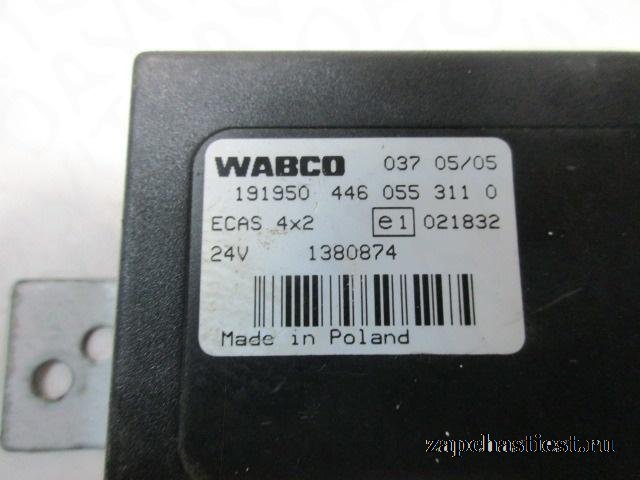 WABCO 037 05/05
191950 446 055 311 0
ECAS 4x2 e1 021832
24V 1380874
Made in Poland
zapchastiest.ru